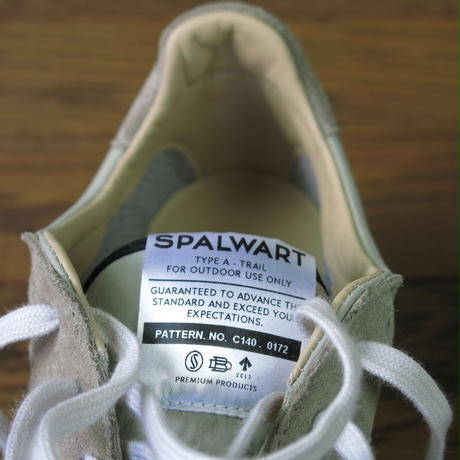 SPALWART
TYPE A - TRAIL
FOR OUTDOOR USE ONLY
GUARANTEED TO ADVANCE THE
STANDARD AND EXCEED YOUR
EXPECTATIONS.
PATTERN. NO. C140 . 0172
2010
PREMIUM PRODUCTS